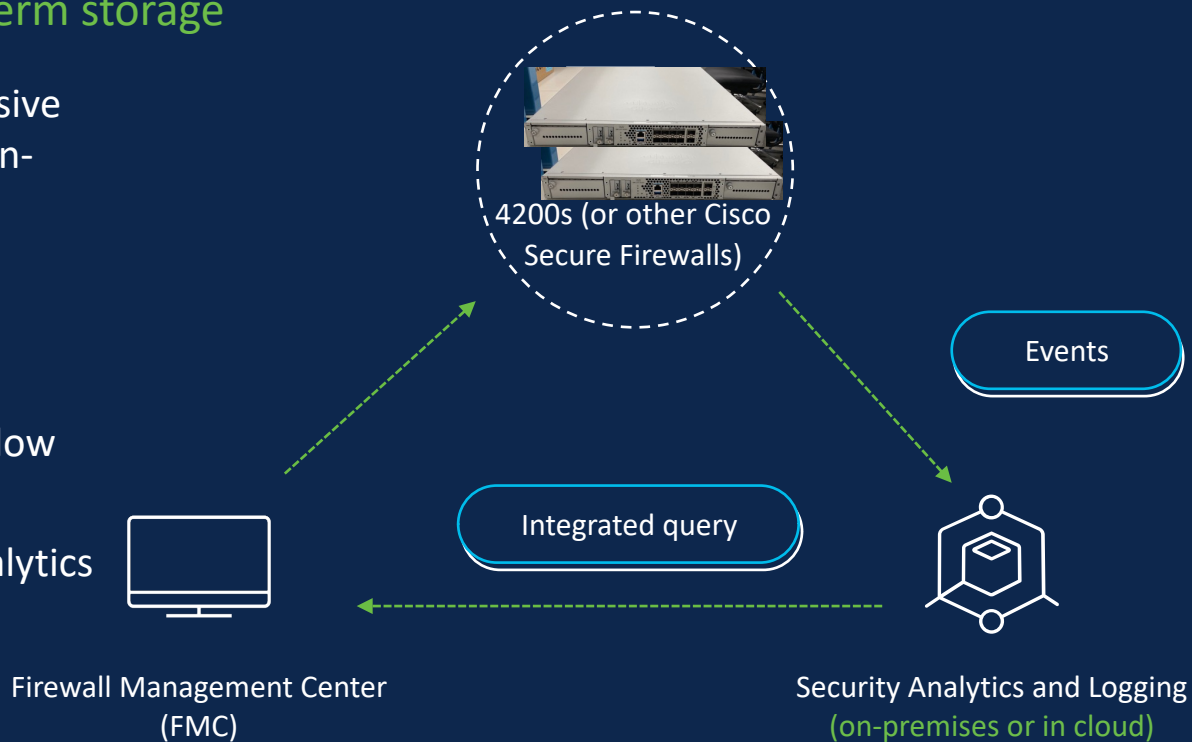 erm storage
sive
n-
low
alytics
4200s (or other Cisco
Secure Firewalls)
Events
Integrated query
Firewall Management Center
(FMC)
Security Analytics and Logging
(on-premises or in cloud)